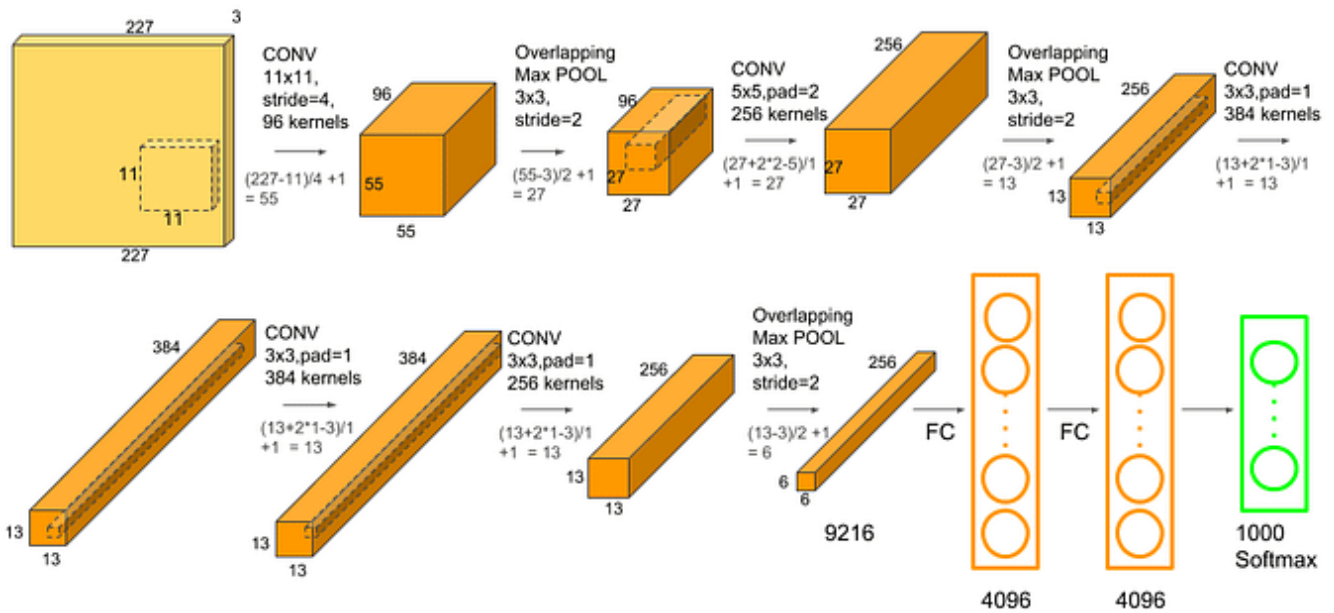 227
3
11
11
227
CONV
11x11,
stride=4,
96 kernels
(227-11)/4 +1
= 55
96
55
55
Overlapping
Max POOL
3x3,
stride=2
(55-3)/2 +1
= 27
96
27
27
CONV
5x5,pad=2
256 kernels
(27+2*2-5)/1
+1 = 27
256
27
27
Overlapping
Max POOL
3x3,
stride=2
(27-3)/2 +1
= 13
256
13
13
CONV
3x3,pad=1
384 kernels
(13+2*1-3)/1
+1 = 13
384
13
13
CONV
3x3,pad=1
384 kernels
(13+2*1-3)/1
+1 = 13
384
13
13
CONV
3x3,pad=1
256 kernels
(13+2*1-3)/1
+1 = 13
256
13
13
Overlapping
Max POOL
3x3,
stride=2
(13-3)/2 +1
= 6
256
6
6
9216
FC
4096
FC
4096
1000
Softmax